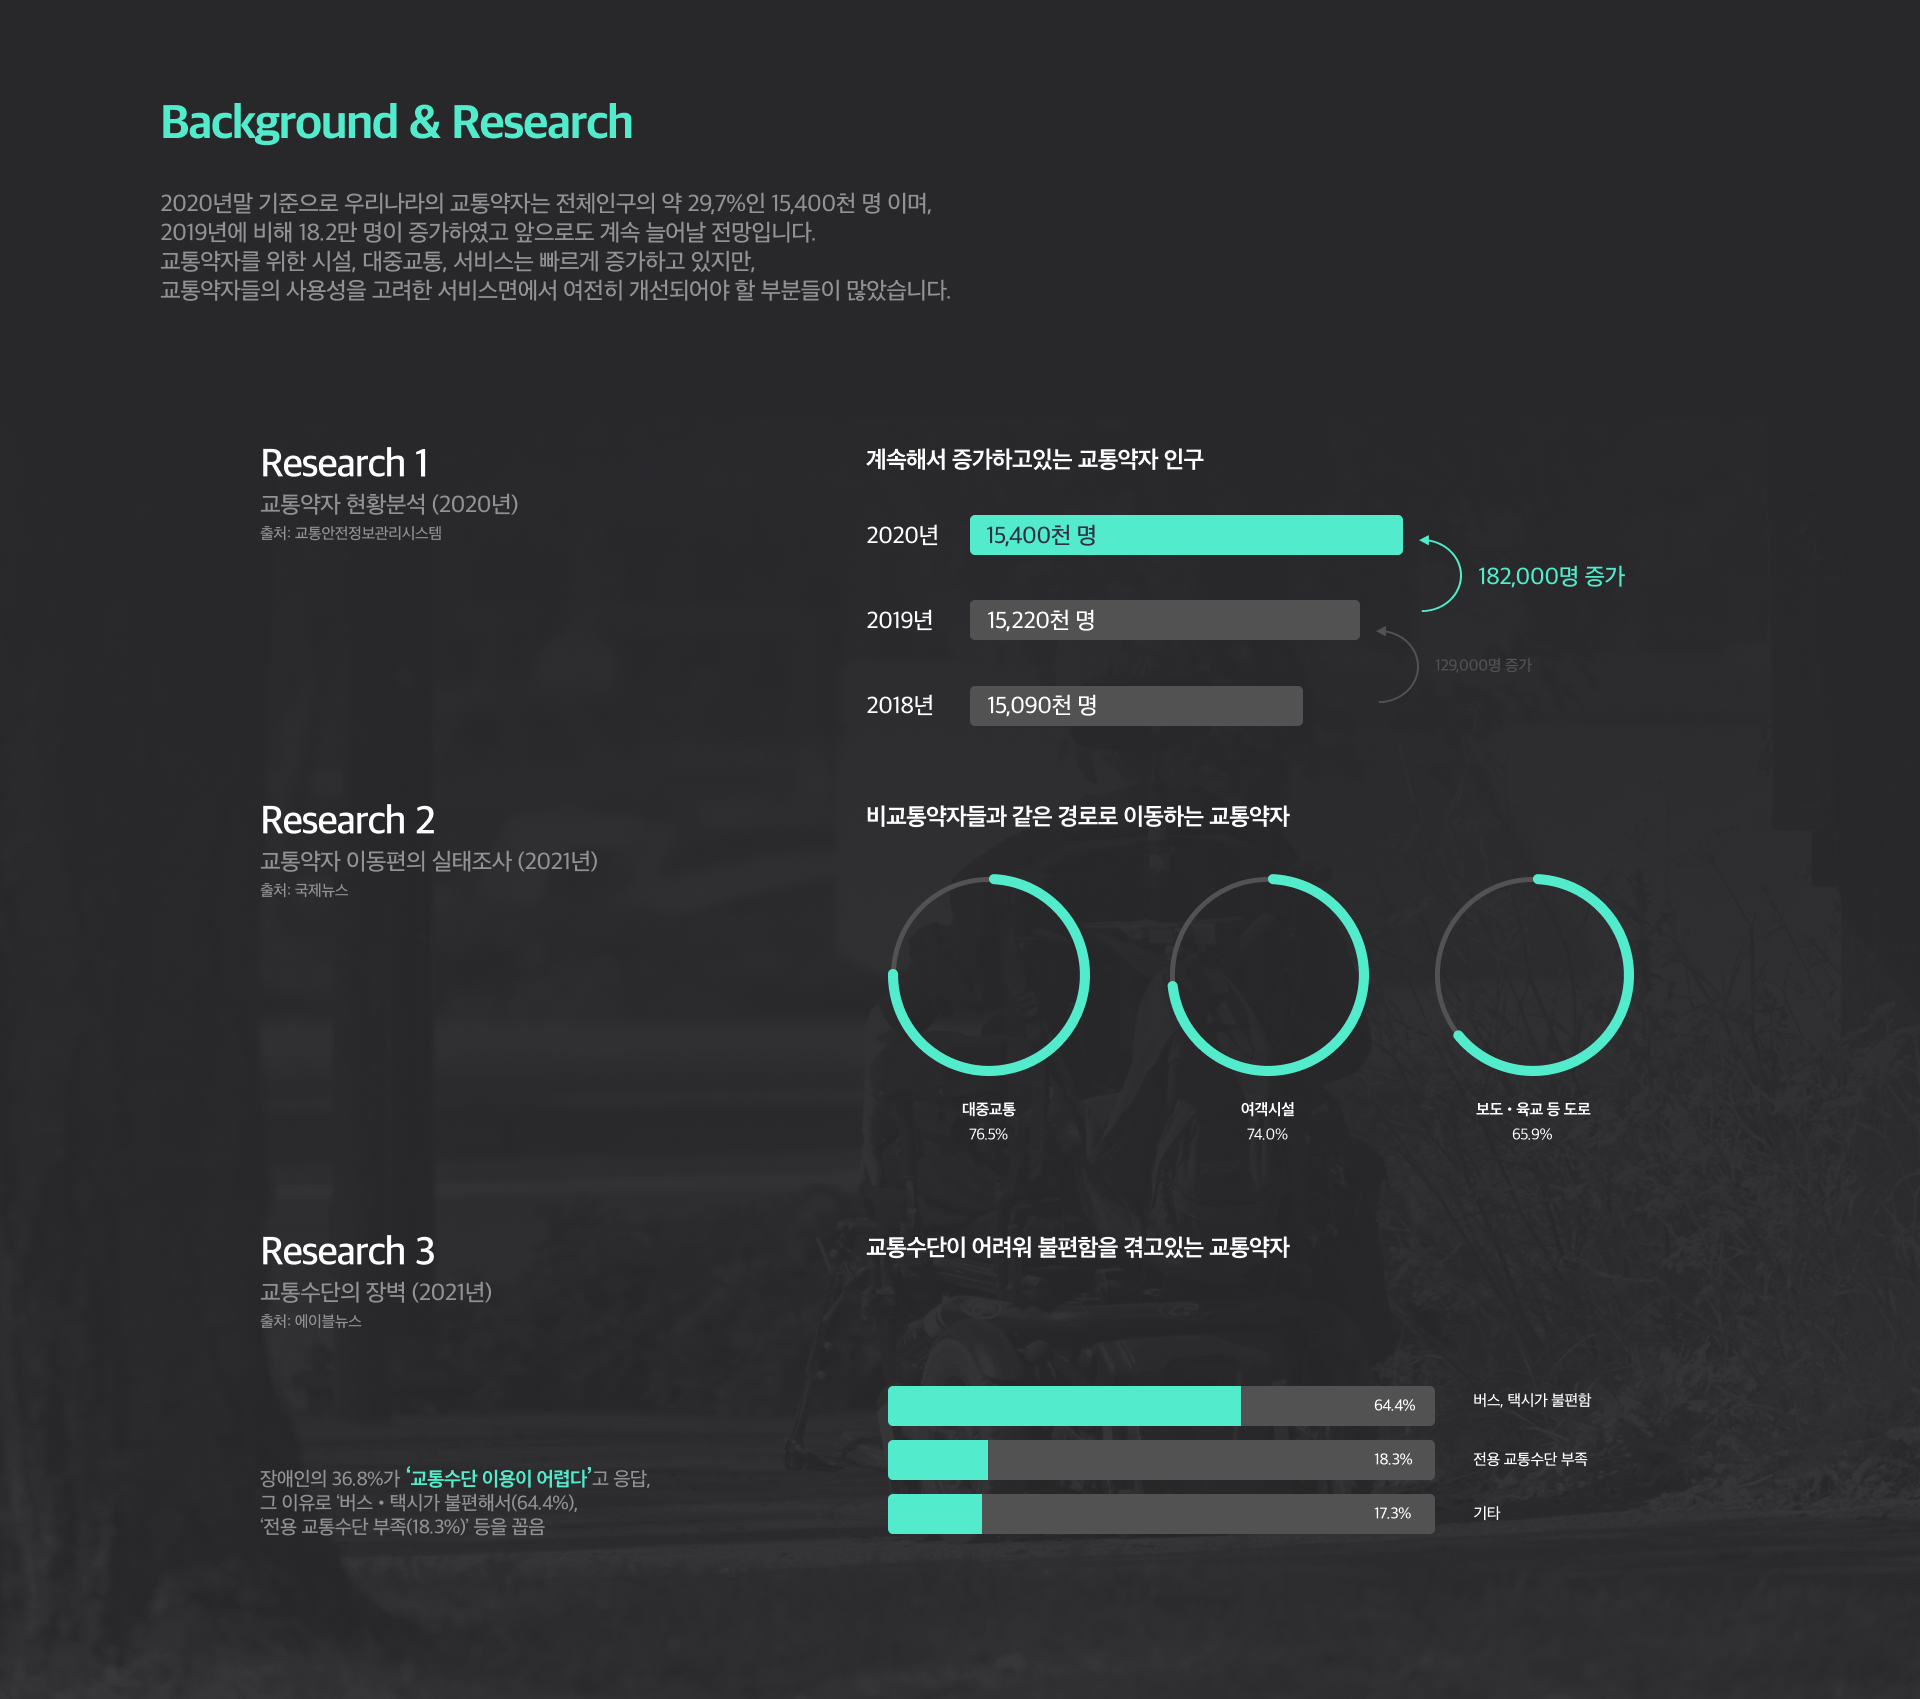 Background & Research
2020년말 기준으로 우리나라의 교통약자는 전체인구의 약 29,7%인 15,400천 명 이며,
2019년에 비해 18.2만 명이 증가하였고 앞으로도 계속 늘어날 전망입니다.
교통약자를 위한 시설, 대중교통, 서비스는 빠르게 증가하고 있지만,
교통약자들의 사용성을 고려한 서비스면에서 여전히 개선되어야 할 부분들이 많았습니다.
Research 1
교통약자 현황분석 (2020년)
출처: 교통안전정보관리시스템
계속해서 증가하고있는 교통약자 인구
2020년 15,400천 명
182,000명 증가
2019년 15,220천 명
129,000명 증가
2018년 15,090천 명
Research 2
교통약자 이동편의 실태조사 (2021년)
출처: 국제뉴스
비교통약자들과 같은 경로로 이동하는 교통약자
대중교통
76.5%
여객시설
74.0%
보도 • 육교 등 도로
65.9%
Research 3
교통수단의 장벽 (2021년)
출처: 에이블뉴스
장애인의 36.8%가 ‘교통수단 이용이 어렵다’고 응답,
그 이유로 ‘버스 • 택시가 불편해서(64.4%),
‘전용 교통수단 부족(18.3%)’ 등을 꼽음
교통수단이 어려워 불편함을 겪고있는 교통약자
64.4% 버스, 택시가 불편함
18.3% 전용 교통수단 부족
17.3% 기타